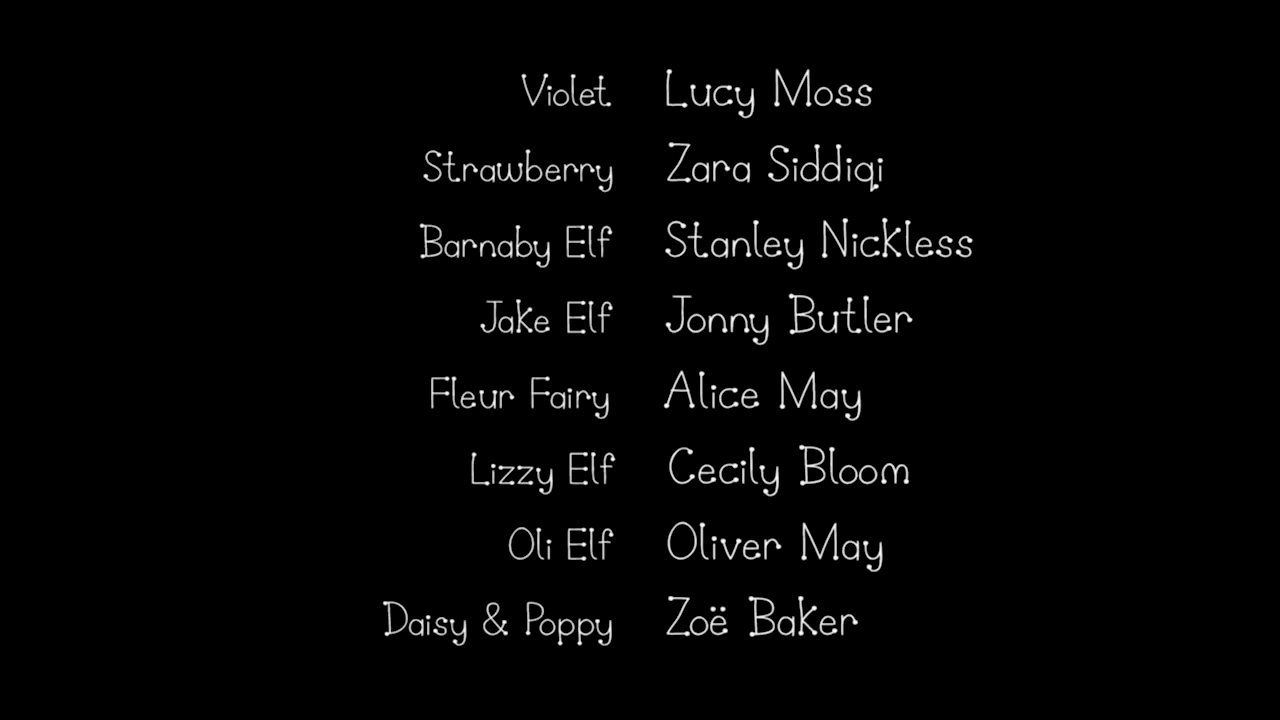 Violet Lucy Moss
Strawberry Zara Siddiqi
Barnaby Elf Stanley Nickless
Jake Elf Jonny Butler
Fleur Fairy Alice May
Lizzy Elf Cecily Bloom
Oli Elf Oliver May
Daisy & Poppy Zoë Baker